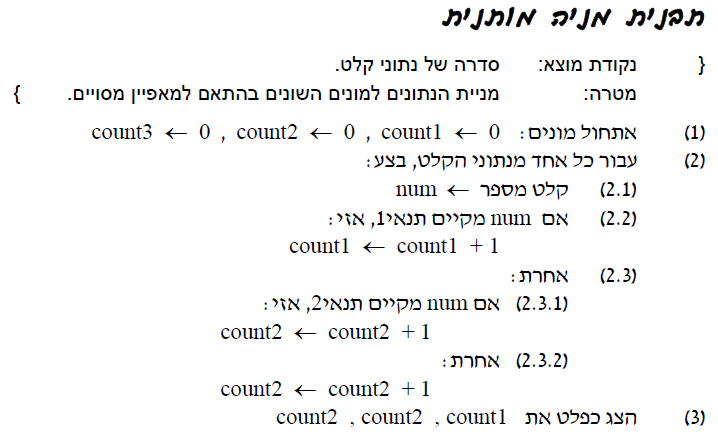 תבנית מניה מותנית
{ נקודת מוצא: סדרה של נתוני קלט.
מטרה: מניית הנתונים למונים השונים בהתאם למאפיין מסויים. }
(1) אתחול מונים: count1 ← 0 , count2 ← 0 , count3 ← 0
(2) עבור כל אחד מנתוני הקלט, בצע:
(2.1) קלט מספר ← num
(2.2) אם num מקיים תנאי1, אזי:
count1 ← count1 + 1
(2.3) אחרת:
(2.3.1) אם num מקיים תנאי2, אזי:
count2 ← count2 + 1
(2.3.2) אחרת:
count2 ← count2 + 1
(3) הצג כפלט את count1 , count2 , count2